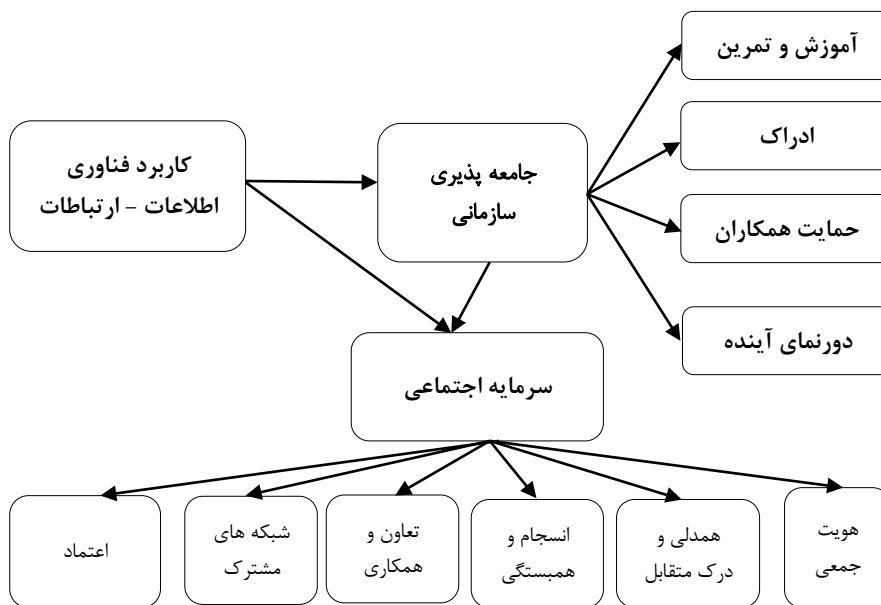 آموزش و تمرین
ادراک
حمایت همکاران
دورنمای آینده
جامعه پذیری
سازمانی
کاربرد فناوری
اطلاعات – ارتباطات
سرمایه اجتماعی
هویت
جمعی
همدلی و
درک متقابل
انسجام و
همبستگی
تعاون و
همکاری
شبکه های
مشترک
اعتماد